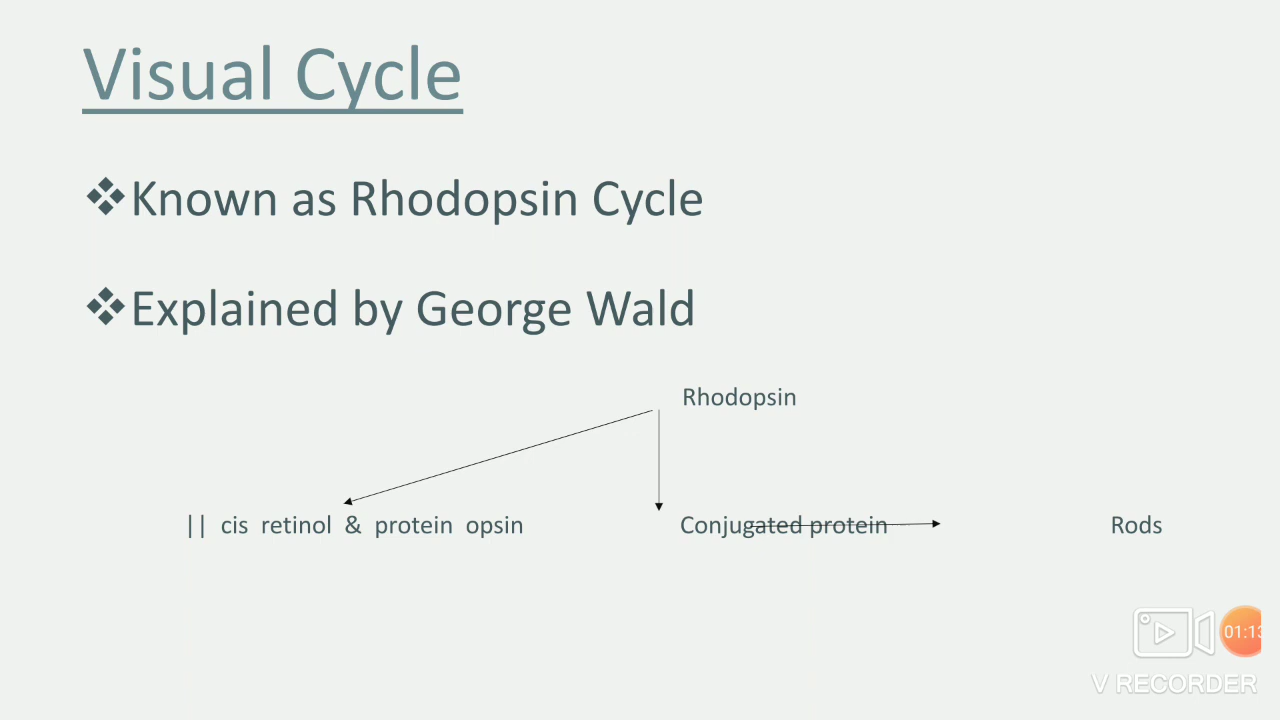 Visual Cycle
❖Known as Rhodopsin Cycle
❖Explained by George Wald
Rhodopsin
|| cis retinol & protein opsin
Conjugated protein
Rods
01:13
V RECORDER